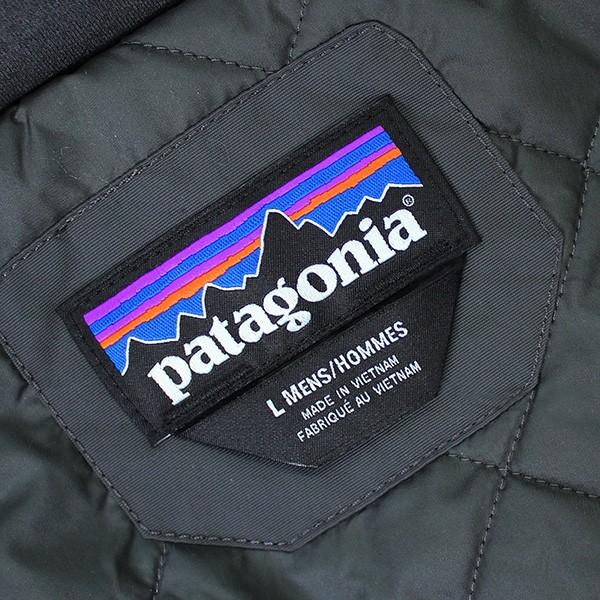 patagonia®
L MENS/HOMMES
MADE IN VIETNAM
FABRIQUÉ AU VIETNAM